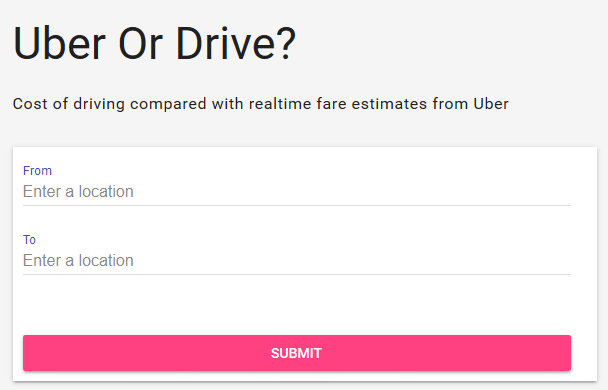 Uber Or Drive?
Cost of driving compared with realtime fare estimates from Uber
From
Enter a location
To
Enter a location
SUBMIT